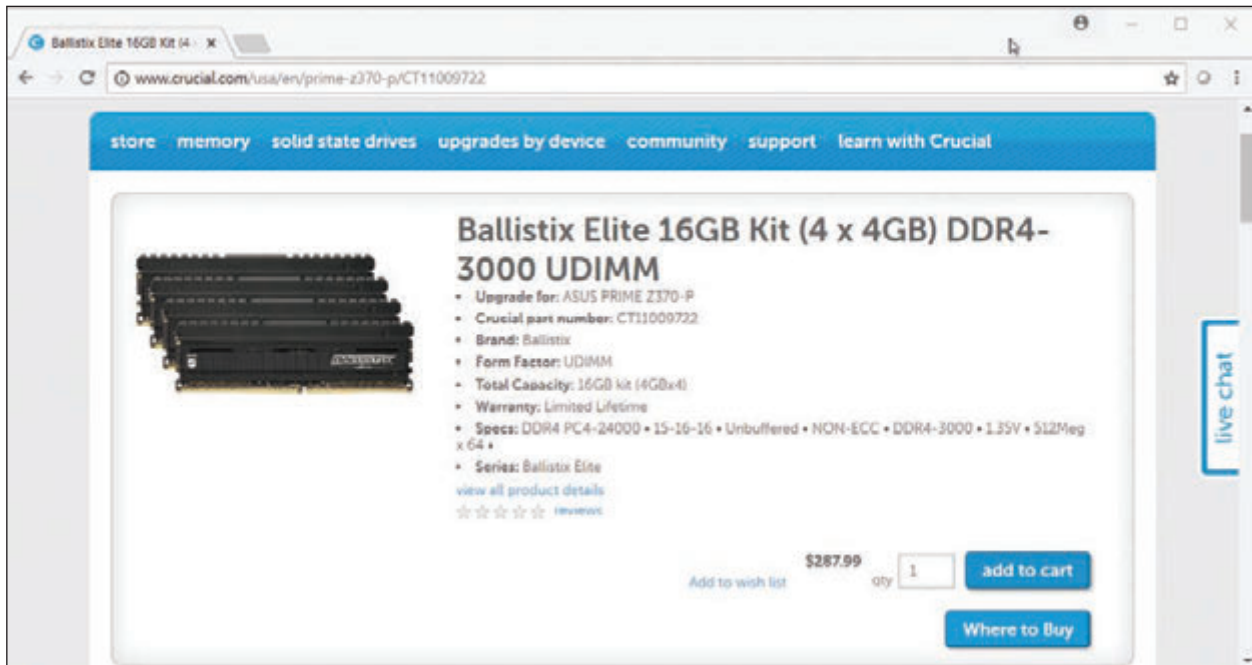 Ballistix Elite 16GB Kit (4
www.crucial.com/usa/en/prime-z370-p/CT11009722
store memory solid state drives upgrades by device community support learn with Crucial
Ballistix Elite 16GB Kit (4 x 4GB) DDR4-
3000 UDIMM
• Upgrade for: ASUS PRIME Z370-P
• Crucial part number: CT11009722
• Brand: Ballistix
• Form Factor: UDIMM
• Total Capacity: 16GB kit (4GBx4)
• Warranty: Limited Lifetime
• Specs: DDR4 PC4-24000 • 15-16-16 • Unbuffered • NON-ECC • DDR4-3000 • 1.35V • 512Meg
x 64 •
• Series: Ballistix Elite
view all product details
reviews
BALLISTIX
live chat
$287.99
Add to wish list
qty 1 add to cart
Where to Buy